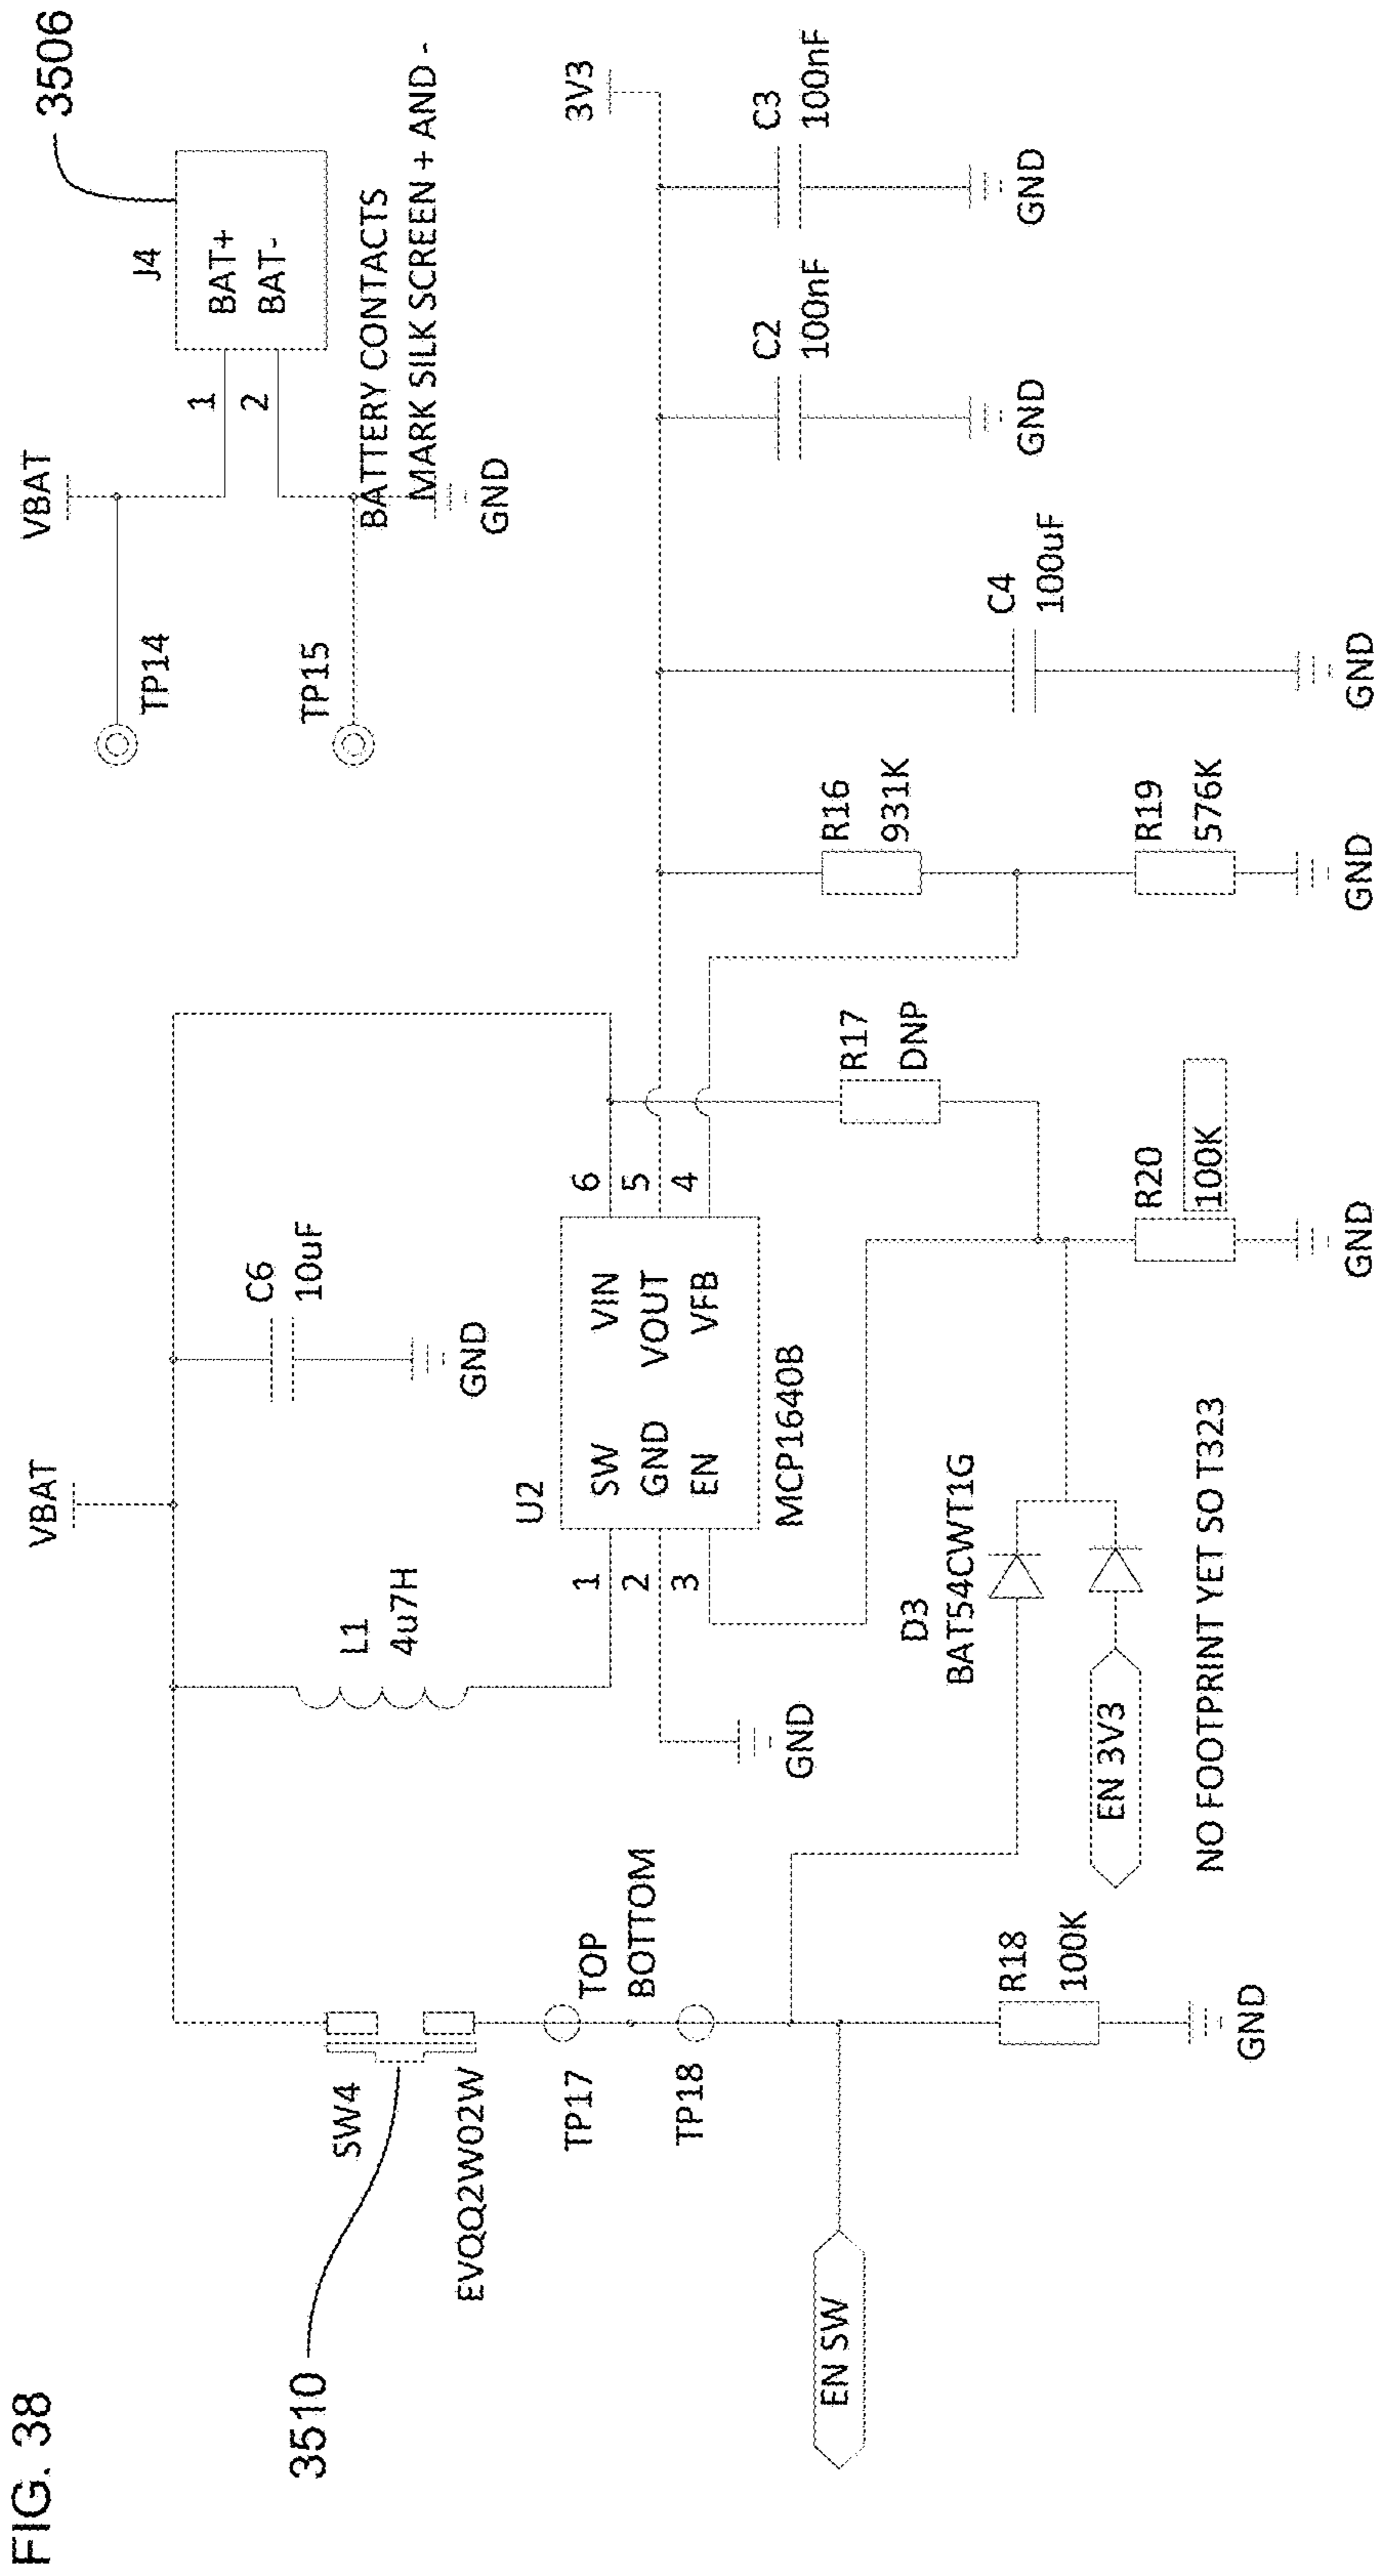 FIG. 38
3510
SW4
EVQQ2W02W
TP17
TOP
BOTTOM
TP18
EN SW
R18
100K
GND
VBAT
L1
4u7H
C6
10uF
GND
U2
SW
GND
EN
VIN
VOUT
VFB
MCP1640B
1
2
3
6
5
4
GND
D3
BAT54CWT1G
EN 3V3
NO FOOTPRINT YET SO T323
R17
DNP
R20
100K
GND
R16
931K
R19
576K
GND
C4
100uF
GND
C2
100nF
GND
C3
100nF
GND
3V3
VBAT
TP14
TP15
1
2
J4
BAT+
BAT-
3506
BATTERY CONTACTS
MARK SILK SCREEN + AND -
GND